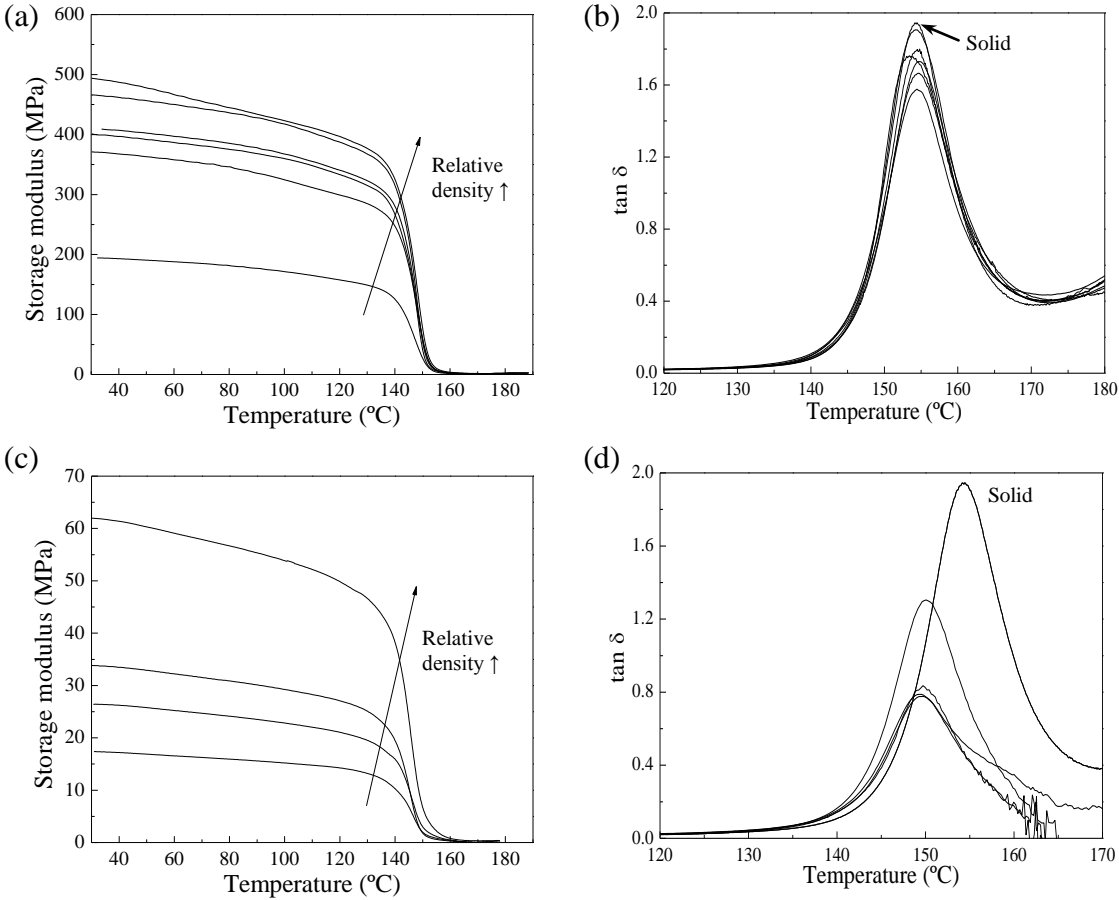 (a)
600
500
400
300
200
100
0
Storage modulus (MPa)
Relative
density ↑
40 60 80 100 120 140 160 180
Temperature (ºC)
(b)
2.0
1.6
1.2
0.8
0.4
0.0
tan δ
Solid
120 130 140 150 160 170 180
Temperature (ºC)
(c)
70
60
50
40
30
20
10
0
Storage modulus (MPa)
Relative
density ↑
40 60 80 100 120 140 160 180
Temperature (ºC)
(d)
2.0
1.6
1.2
0.8
0.4
0.0
tan δ
Solid
120 130 140 150 160 170
Temperature (ºC)